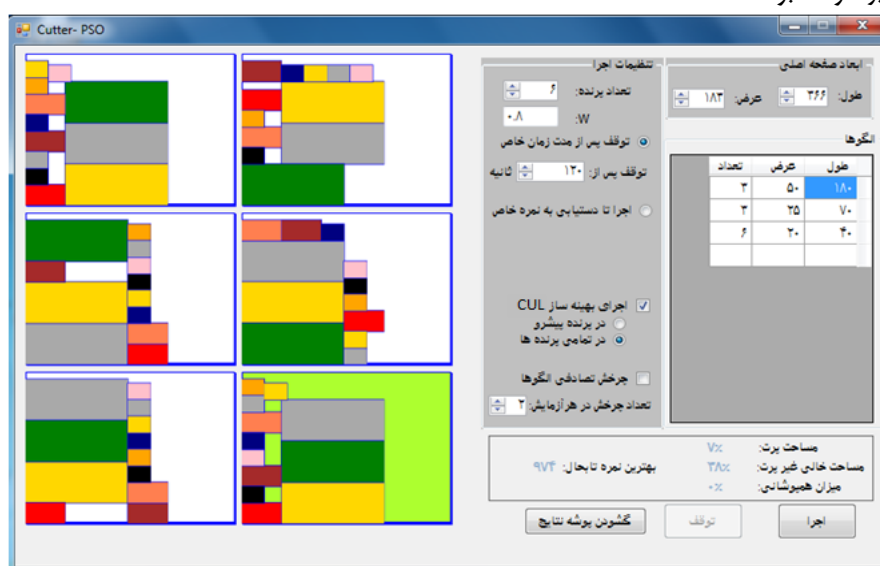 Cutter- PSO
ابعاد صفحه اصلی
طول: ۳۶۶ عرض: ۱۸۳
الگوها
طول عرض تعداد
۱۸۰ ۵۰ ۳
۷۰ ۲۵ ۳
۴۰ ۲۰ ۶
تنظیمات اجرا
تعداد پرنده: ۶
W: ۰.۸
توقف پس از مدت زمان خاص
توقف پس از: ۱۲۰ ثانیه
اجرا تا دستیابی به نمره خاص
اجرای بهینه ساز CUL
در پرنده پیشرو
در تمامی پرنده ها
چرخش تصادفی الگوها
تعداد چرخش در هر آزمایش: ۲
مساحت پرت: ۷٪
مساحت خالی غیر پرت: ۳۸٪ بهترین نمره تابحال: ۹۷۴
میزان همپوشانی: ۰٪
اجرا توقف گشودن پوشه نتایج